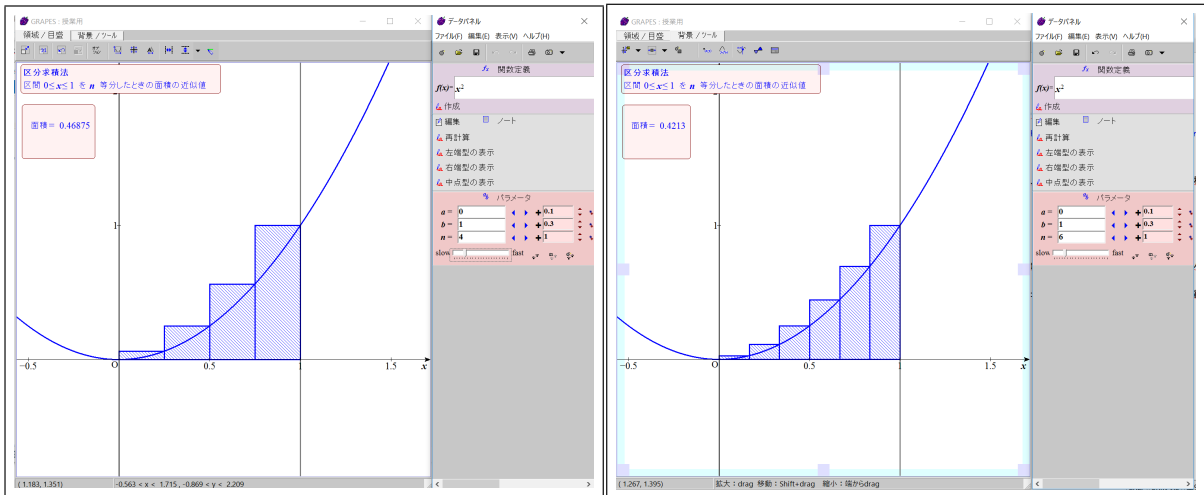 GRAPES : 授業用
領域 / 目盛
背景 / ツール
区分求積法
区間 0≤x≤1 を n 等分したときの面積の近似値
面積 = 0.46875
1
−0.5
O
0.5
1
1.5
x
( 1.183, 1.351)
-0.563 < x < 1.715 , -0.869 < y < 2.209
データパネル
ファイル(F) 編集(E) 表示(V) ヘルプ(H)
関数定義
f(x)= x²
作成
編集 ノート
再計算
左端型の表示
右端型の表示
中点型の表示
パラメータ
a = 0 0.1
b = 1 0.3
n = 4 1
slow fast
GRAPES : 授業用
領域 / 目盛
背景 / ツール
区分求積法
区間 0≤x≤1 を n 等分したときの面積の近似値
面積 = 0.4213
1
−0.5
O
0.5
1
1.5
x
( 1.267, 1.395)
拡大：drag 移動：Shift+drag 縮小：端からdrag
データパネル
ファイル(F) 編集(E) 表示(V) ヘルプ(H)
関数定義
f(x)= x²
作成
編集 ノート
再計算
左端型の表示
右端型の表示
中点型の表示
パラメータ
a = 0 0.1
b = 1 0.3
n = 6 1
slow fast